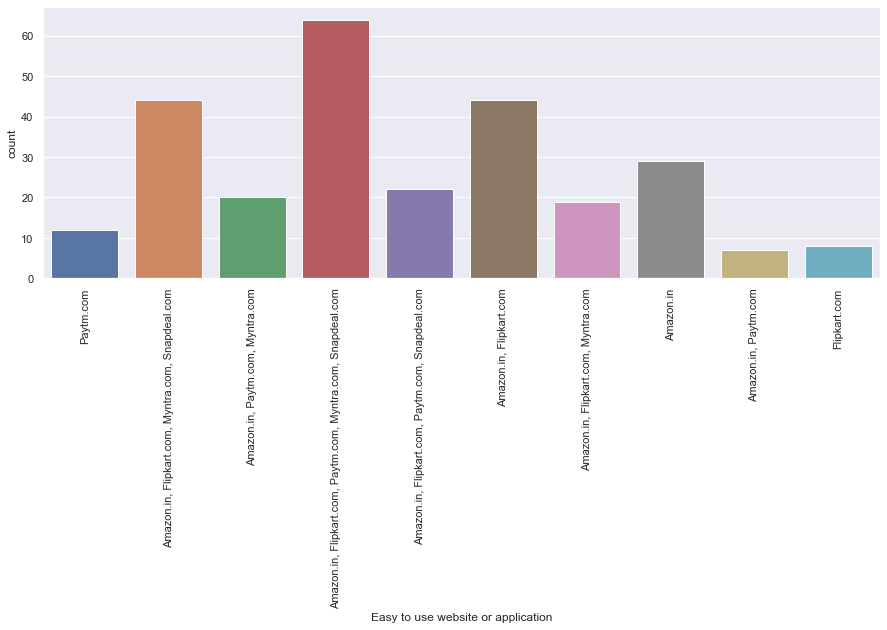 60
50
40
30
20
10
0
count
Paytm.com
Amazon.in, Flipkart.com, Myntra.com, Snapdeal.com
Amazon.in, Paytm.com, Myntra.com
Amazon.in, Flipkart.com, Paytm.com, Myntra.com, Snapdeal.com
Amazon.in, Flipkart.com, Paytm.com, Snapdeal.com
Amazon.in, Flipkart.com
Amazon.in, Flipkart.com, Myntra.com
Amazon.in
Amazon.in, Paytm.com
Flipkart.com
Easy to use website or application